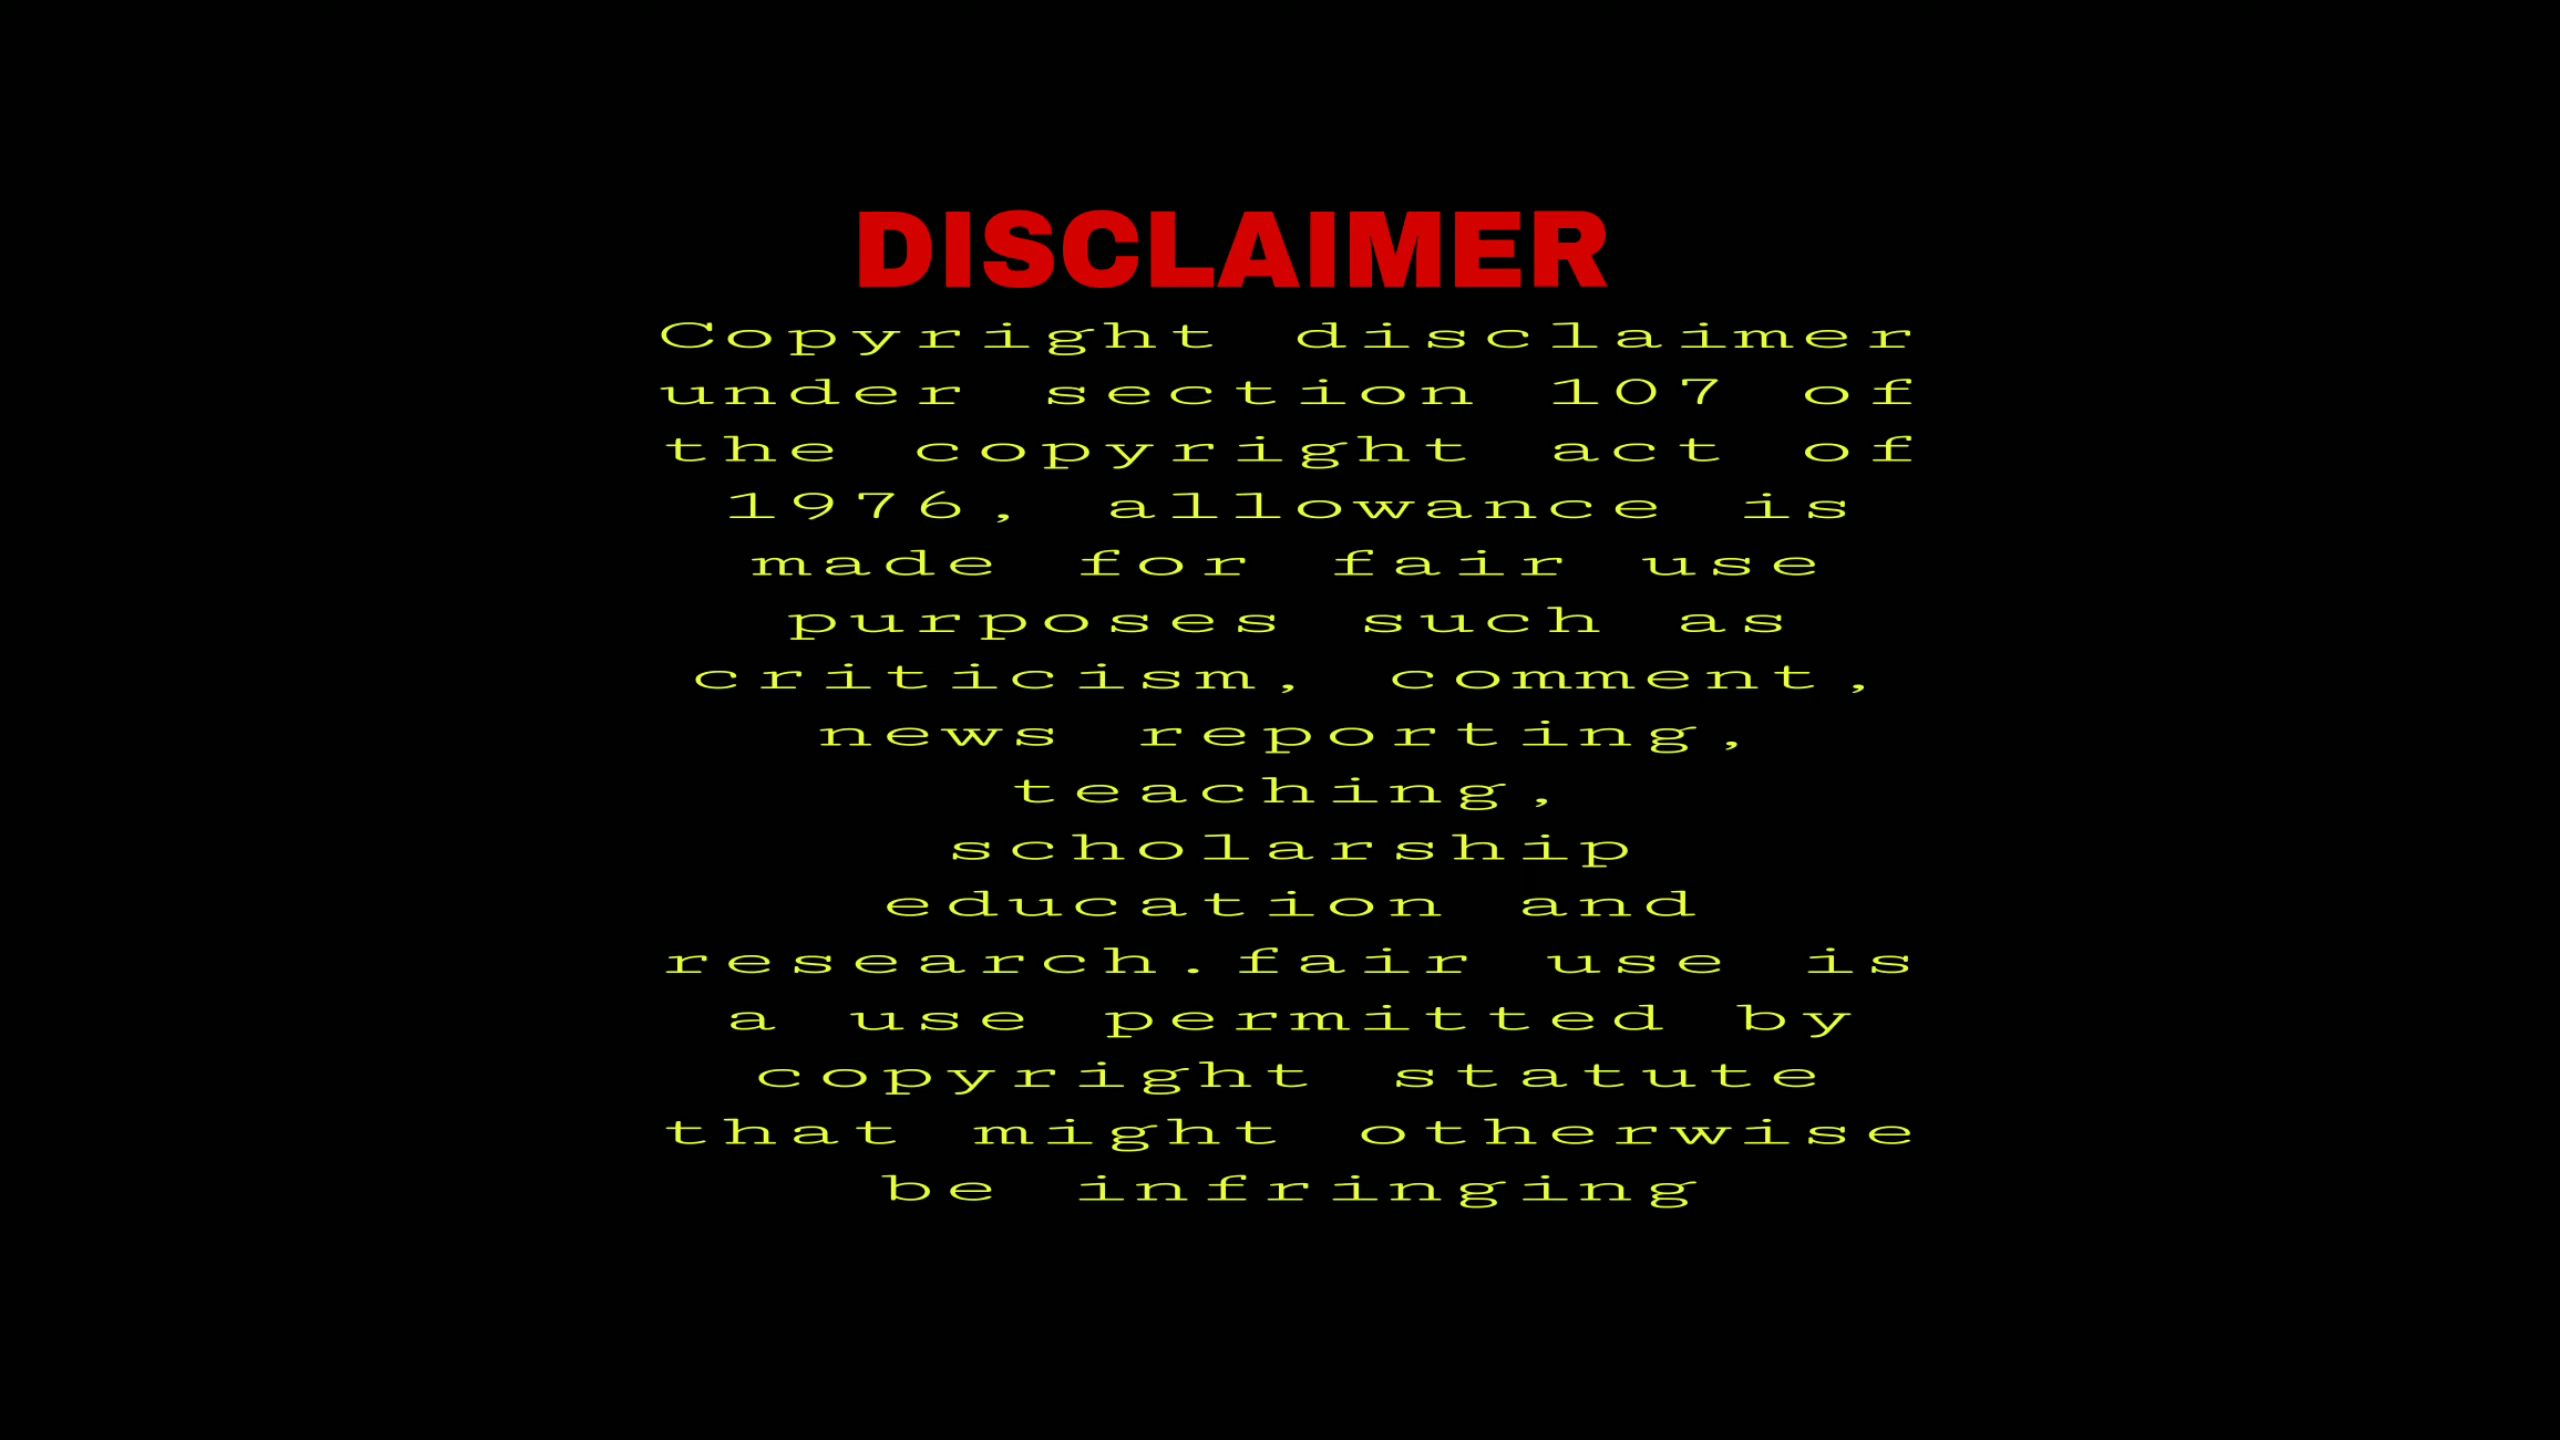 DISCLAIMER
Copyright disclaimer
under section 107 of
the copyright act of
1976, allowance is
made for fair use
purposes such as
criticism, comment,
news reporting,
teaching,
scholarship
education and
research.fair use is
a use permitted by
copyright statute
that might otherwise
be infringing